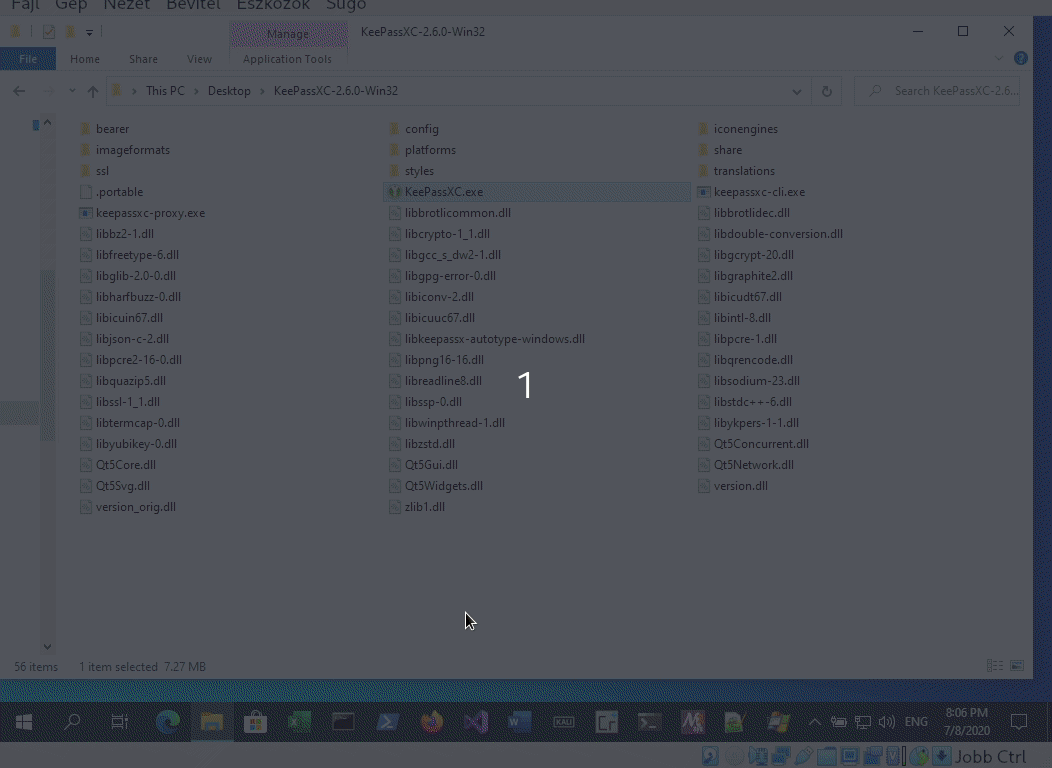 Fájl Gép Nézet Bevitel Eszközök Súgó
Manage KeePassXC-2.6.0-Win32
File Home Share View Application Tools
This PC Desktop KeePassXC-2.6.0-Win32 Search KeePassXC-2.6...
bearer config iconengines
imageformats platforms share
ssl styles translations
.portable KeePassXC.exe keepassxc-cli.exe
keepassxc-proxy.exe libbrotlicommon.dll libbrotlidec.dll
libbz2-1.dll libcrypto-1_1.dll libdouble-conversion.dll
libfreetype-6.dll libgcc_s_dw2-1.dll libgcrypt-20.dll
libglib-2.0-0.dll libgpg-error-0.dll libgraphite2.dll
libharfbuzz-0.dll libiconv-2.dll libicudt67.dll
libicuin67.dll libicuuc67.dll libintl-8.dll
libjson-c-2.dll libkeepassx-autotype-windows.dll libpcre-1.dll
libpcre2-16-0.dll libpng16-16.dll libqrencode.dll
libquazip5.dll libreadline8.dll libsodium-23.dll
1
libssl-1_1.dll libssp-0.dll libstdc++-6.dll
libtermcap-0.dll libwinpthread-1.dll libykpers-1-1.dll
libyubikey-0.dll libzstd.dll Qt5Concurrent.dll
Qt5Core.dll Qt5Gui.dll Qt5Network.dll
Qt5Svg.dll Qt5Widgets.dll version.dll
version_orig.dll zlib1.dll
56 items 1 item selected 7.27 MB
KALI ENG 8:06 PM
7/8/2020
Jobb Ctrl